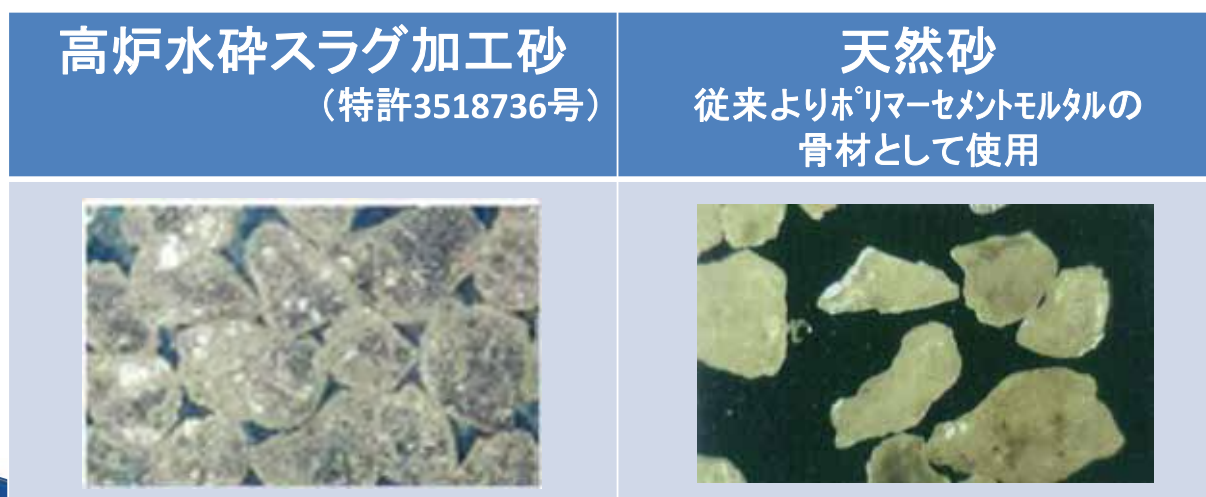 高炉水砕スラグ加工砂
（特許3518736号）
天然砂
従来よりﾎﾟﾘﾏｰｾﾒﾝﾄﾓﾙﾀﾙの
骨材として使用